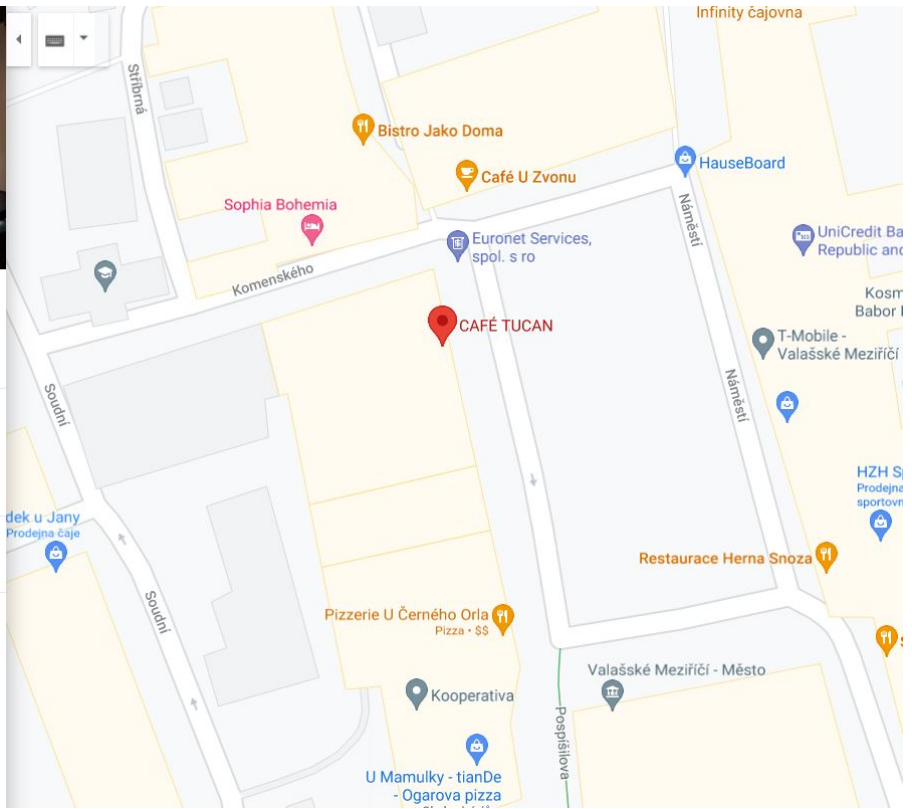 Infinity čajovna
Stříbrná
Bistro Jako Doma
HauseBoard
Café U Zvonu
Sophia Bohemia
Náměstí
Euronet Services,
spol. s ro
UniCredit Ba
Republic and
Komenského
Kosm
Babor
CAFÉ TUCAN
T-Mobile -
Valašské Meziříčí
Soudní
Náměstí
HZH Sp
Prodejna
sportovn
dek u Jany
Prodejna čaje
Restaurace Herna Snoza
Soudní
Pizzerie U Černého Orla
Pizza • $$
Valašské Meziříčí - Město
Kooperativa
Pospíšilova
U Mamulky - tianDe
- Ogarova pizza